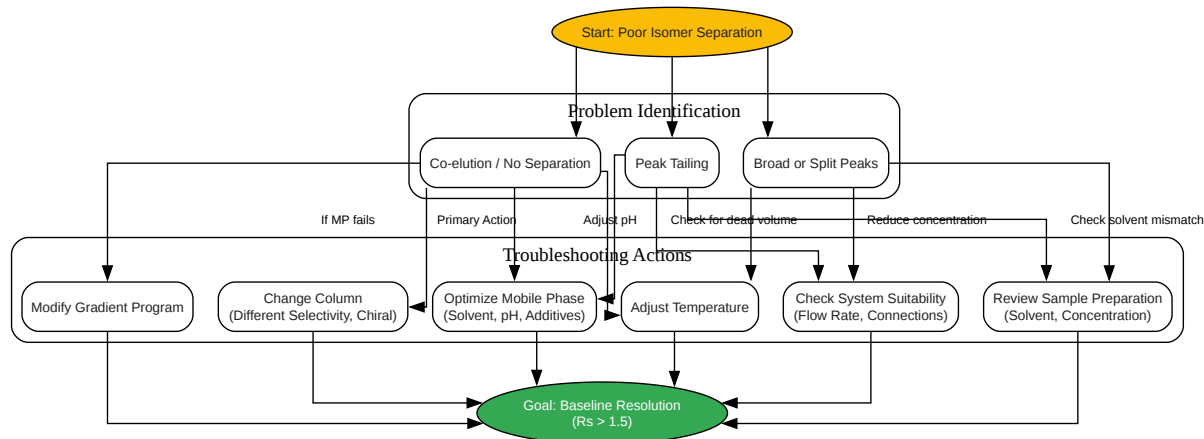 Start: Poor Isomer Separation
Problem Identification
Co-elution / No Separation
Peak Tailing
Broad or Split Peaks
If MP fails
Primary Action
Adjust pH
Check for dead volume
Reduce concentration
Check solvent mismatch
Troubleshooting Actions
Modify Gradient Program
Change Column
(Different Selectivity, Chiral)
Optimize Mobile Phase
(Solvent, pH, Additives)
Adjust Temperature
Check System Suitability
(Flow Rate, Connections)
Review Sample Preparation
(Solvent, Concentration)
Goal: Baseline Resolution
(Rs > 1.5)